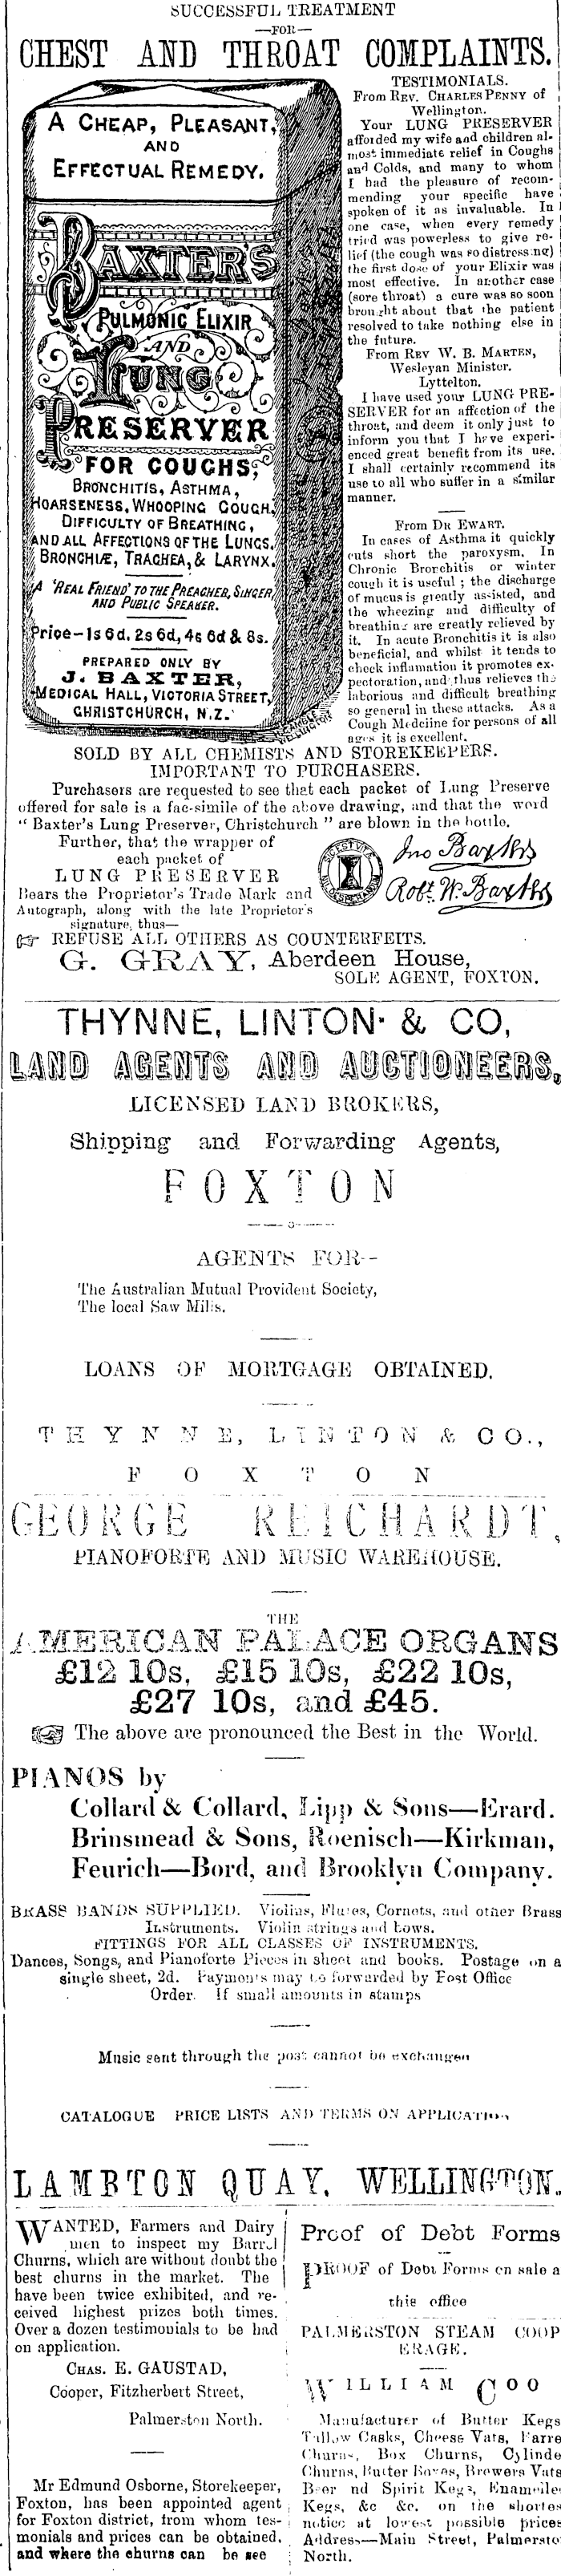 SUCCESSFUL TREATMENT
—FOR—
CHEST AND THROAT COMPLAINTS.
A CHEAP, PLEASANT,
AND
EFFECTUAL REMEDY.
BAXTER'S
PULMONIC ELIXIR
AND
LUNG
PRESERVER
FOR COUGHS,
BRONCHITIS, ASTHMA,
HOARSENESS, WHOOPING COUGH,
DIFFICULTY OF BREATHING,
AND ALL AFFECTIONS OF THE LUNGS.
BRONCHIÆ, TRACHEA, & LARYNX.
A 'REAL FRIEND' TO THE PREACHER, SINGER,
AND PUBLIC SPEAKER.
Price—1s 6d. 2s 6d, 4s 6d & 8s.
PREPARED ONLY BY
J. BAXTER,
MEDICAL HALL, VICTORIA STREET,
CHRISTCHURCH, N.Z.
TESTIMONIALS.
From REV. CHARLES PENNY of
Wellington.
Your LUNG PRESERVER
afforded my wife and children al-
most immediate relief in Coughs
and Colds, and many to whom
I had the pleasure of recom-
mending your specific have
spoken of it as invaluable. In
one case, when every remedy
tried was powerless to give re-
lief (the cough was so distressing)
the first dose of your Elixir was
most effective. In another case
(sore throat) a cure was so soon
brought about that the patient
resolved to take nothing else in
the future.
From REV W. B. MARTEN,
Wesleyan Minister.
Lyttelton.
I have used your LUNG PRE-
SERVER for an affection of the
throat, and deem it only just to
inform you that I have experi-
enced great benefit from its use.
I shall certainly recommend its
use to all who suffer in a similar
manner.
From DR EWART.
In cases of Asthma it quickly
cuts short the paroxysm. In
Chronic Bronchitis or winter
cough it is useful; the discharge
of mucus is greatly assisted, and
the wheezing and difficulty of
breathing are greatly relieved by
it. In acute Bronchitis it is also
beneficial, and whilst it tends to
check inflamation it promotes ex-
pectoration, and thus relieves the
laborious and difficult breathing
so general in these attacks. As a
Cough Medciine for persons of all
ages it is excellent.
SOLD BY ALL CHEMISTS AND STOREKEEPERS.
IMPORTANT TO PURCHASERS.
Purchasers are requested to see that each packet of Lung Preserve
offered for sale is a fac-simile of the above drawing, and that the word
" Baxter's Lung Preserver, Christchurch " are blown in the bottle.
Further, that the wrapper of
each packet of
LUNG PRESERVER
Bears the Proprietor's Trade Mark and
Autograph, along with the late Proprietor's
signature, thus—
Jno Baxter
Robt. W. Baxter
☞ REFUSE ALL OTHERS AS COUNTERFEITS.
G. GRAY, Aberdeen House,
SOLE AGENT, FOXTON.
THYNNE, LINTON & CO,
LAND AGENTS AND AUCTIONEERS,
LICENSED LAND BROKERS,
Shipping and Forwarding Agents,
FOXTON
AGENTS FOR—
The Australian Mutual Provident Society,
The local Saw Mills.
LOANS OF MORTGAGE OBTAINED.
THYNNE, LINTON & CO.,
FOXTON
GEORGE REICHARDT,
PIANOFORTE AND MUSIC WAREHOUSE.
THE
AMERICAN PALACE ORGANS
£12 10s, £15 10s, £22 10s,
£27 10s, and £45.
☞ The above are pronounced the Best in the World.
PIANOS by
Collard & Collard, Lipp & Sons—Erard.
Brinsmead & Sons, Roenisch—Kirkman,
Feurich—Bord, and Brooklyn Company.
BRASS BANDS SUPPLIED. Violins, Flutes, Cornets, and other Brass
Instruments. Violin strings and bows.
FITTINGS FOR ALL CLASSES OF INSTRUMENTS.
Dances, Songs, and Pianoforte Pieces in sheet and books. Postage on a
single sheet, 2d. Payments may be forwarded by Post Office
Order. If small amounts in stamps
Music sent through the post cannot be exchanged
CATALOGUE PRICE LISTS AND TERMS ON APPLICATION
LAMBTON QUAY, WELLINGTON.
WANTED, Farmers and Dairy
men to inspect my Barrel
Churns, which are without doubt the
best churns in the market. The
have been twice exhibited, and re-
ceived highest prizes both times.
Over a dozen testimonials to be had
on application.
CHAS. E. GAUSTAD,
Cooper, Fitzherbert Street,
Palmerston North.
Mr Edmund Osborne, Storekeeper,
Foxton, has been appointed agent
for Foxton district, from whom tes-
monials and prices can be obtained,
and where the churns can be see
Proof of Debt Forms
PROOF of Debt Forms on sale a
this office
PALMERSTON STEAM COOP
ERAGE.
WILLIAM COO
Manufacturer of Butter Kegs
Tallow Casks, Cheese Vats, Farre
Churns, Box Churns, Cylinde
Churns, Butter Boxes, Brewers Vats
Beer nd Spirit Kegs, Enamelle
Kegs, &c &c. on the shortes
notice at lowest possible prices
Address—Main Street, Palmersto
North.